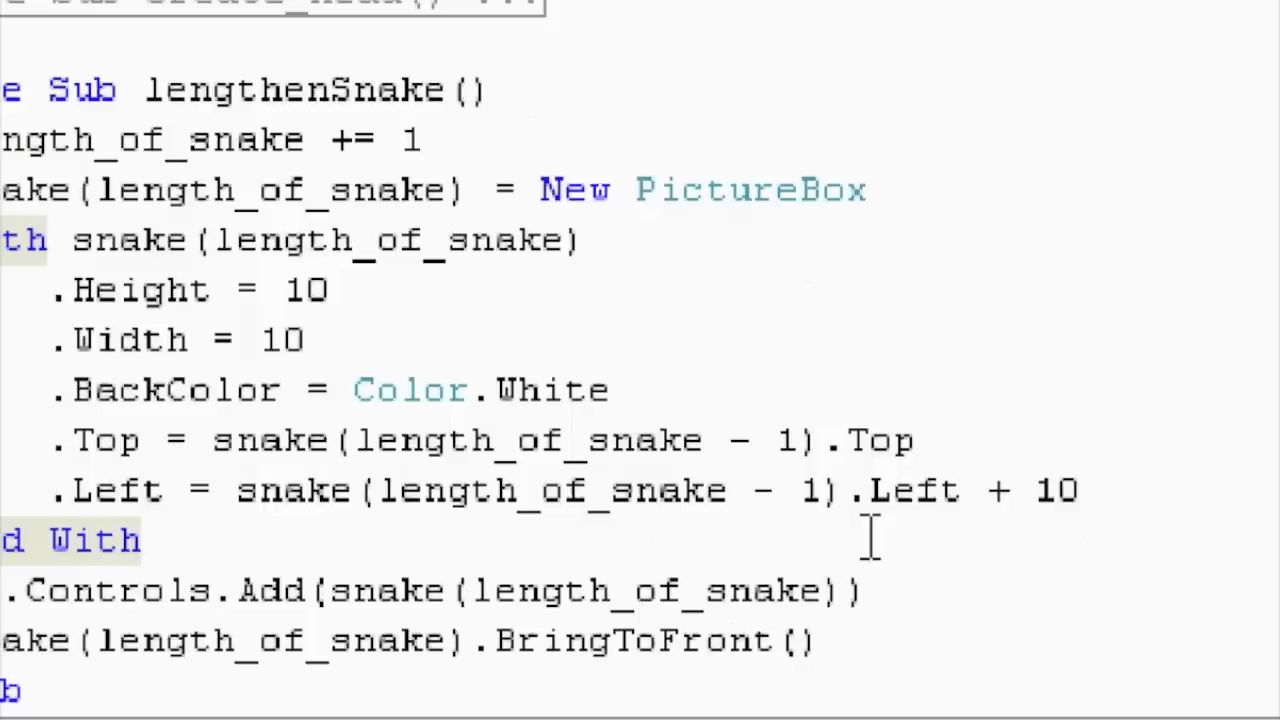 e Sub lengthenSnake()
ngth_of_snake += 1
ake(length_of_snake) = New PictureBox
th snake(length_of_snake)
.Height = 10
.Width = 10
.BackColor = Color.White
.Top = snake(length_of_snake - 1).Top
.Left = snake(length_of_snake - 1).Left + 10
d With
.Controls.Add(snake(length_of_snake))
ake(length_of_snake).BringToFront()
b